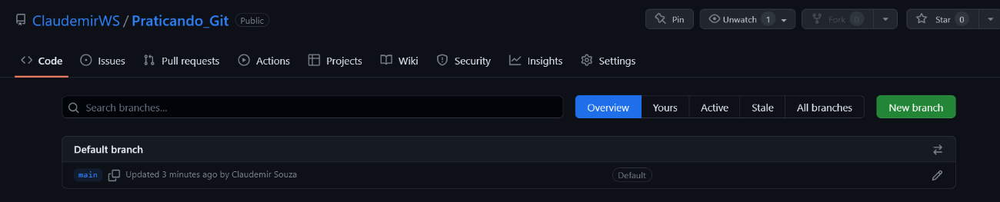 ClaudemirWS / Praticando_Git Public Pin Unwatch 1 Fork 0 Star 0
Code Issues Pull requests Actions Projects Wiki Security Insights Settings
Search branches... Overview Yours Active Stale All branches New branch
Default branch
main Updated 3 minutes ago by Claudemir Souza Default